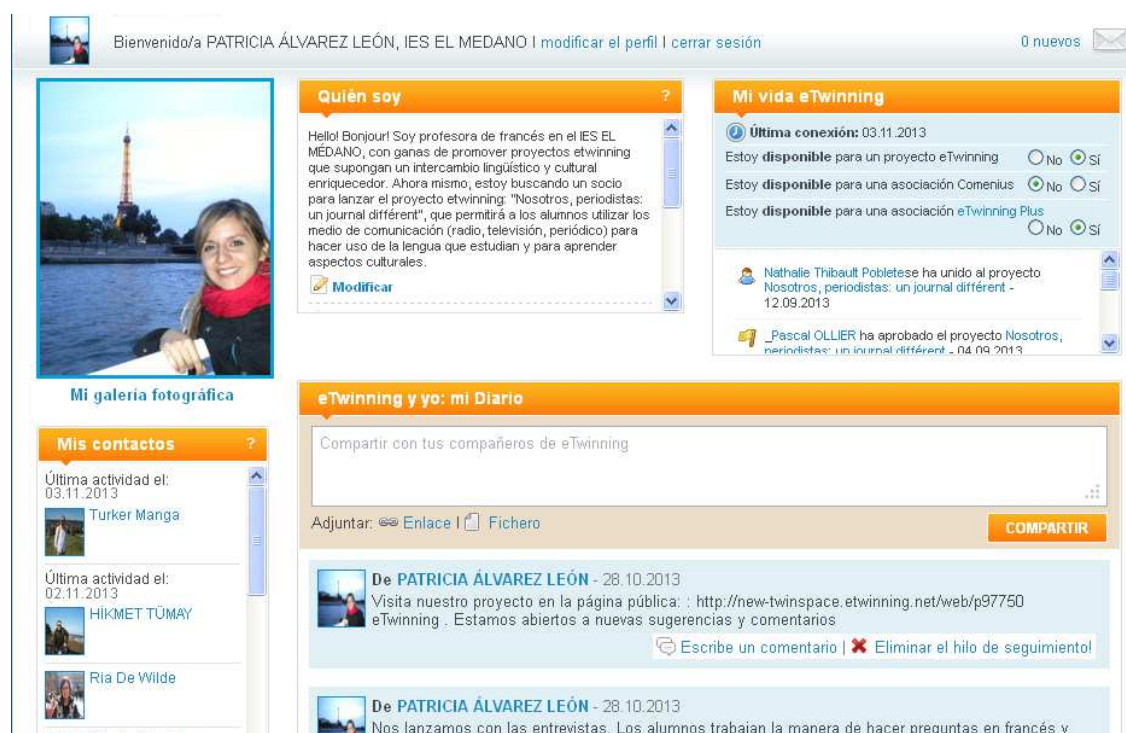 Bienvenido/a PATRICIA ÁLVAREZ LEÓN, IES EL MEDANO I modificar el perfil I cerrar sesión
0 nuevos
Quién soy ?
Hello! Bonjour! Soy profesora de francés en el IES EL
MÉDANO, con ganas de promover proyectos etwinning
que supongan un intercambio lingüístico y cultural
enriquecedor. Ahora mismo, estoy buscando un socio
para lanzar el proyecto etwinning: "Nosotros, periodistas:
un journal différent", que permitirá a los alumnos utilizar los
medio de comunicación (radio, televisión, periódico) para
hacer uso de la lengua que estudian y para aprender
aspectos culturales.
Modificar
Mi vida eTwinning
Última conexión: 03.11.2013
Estoy disponible para un proyecto eTwinning No Sí
Estoy disponible para una asociación Comenius No Sí
Estoy disponible para una asociación eTwinning Plus
No Sí
Nathalie Thibault Pobletese ha unido al proyecto
Nosotros, periodistas: un journal différent -
12.09.2013
_Pascal OLLIER ha aprobado el proyecto Nosotros,
periodistas: un journal différent - 04.09.2013
Mi galería fotográfica
Mis contactos ?
Última actividad el:
03.11.2013
Turker Manga
Última actividad el:
02.11.2013
HİKMET TÜMAY
Ria De Wilde
eTwinning y yo: mi Diario
Compartir con tus compañeros de eTwinning
Adjuntar: Enlace I Fichero
COMPARTIR
De PATRICIA ÁLVAREZ LEÓN - 28.10.2013
Visita nuestro proyecto en la página pública: : http://new-twinspace.etwinning.net/web/p97750
eTwinning . Estamos abiertos a nuevas sugerencias y comentarios
Escribe un comentario | Eliminar el hilo de seguimiento!
De PATRICIA ÁLVAREZ LEÓN - 28.10.2013
Nos lanzamos con las entrevistas. Los alumnos trabajan la manera de hacer preguntas en francés y